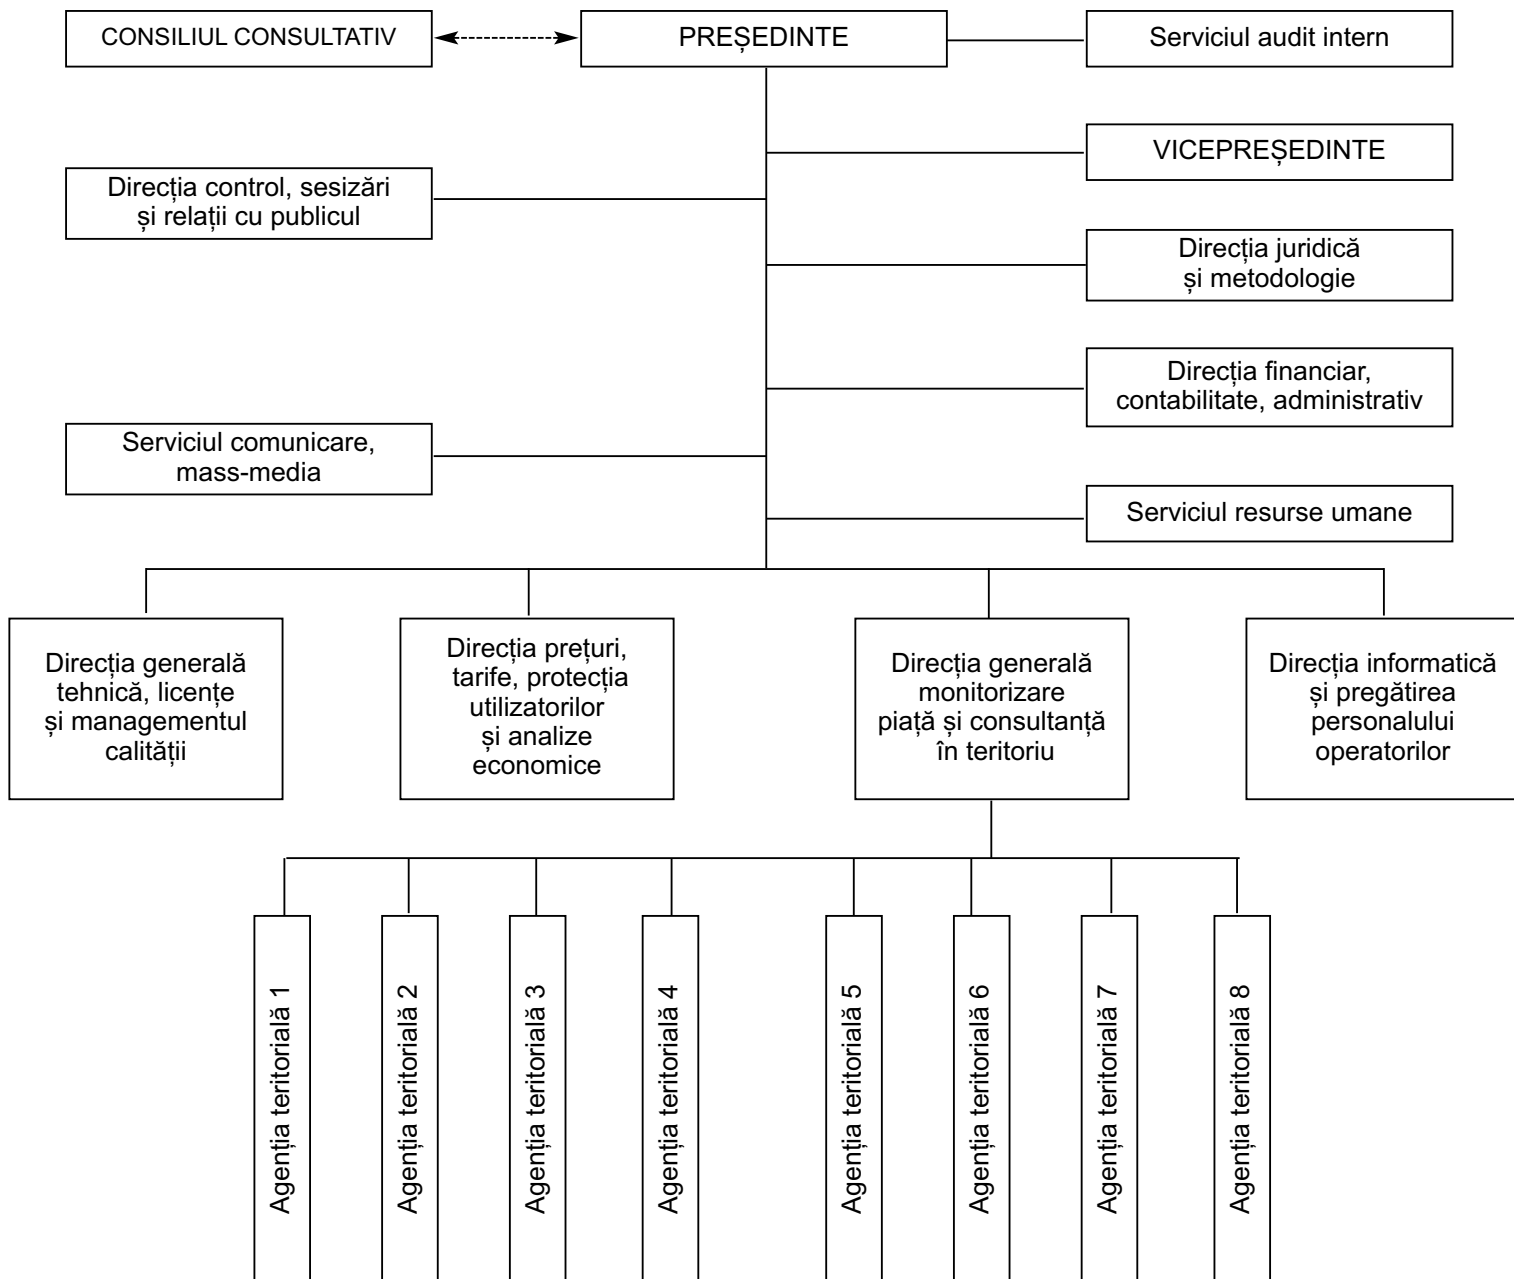 CONSILIUL CONSULTATIV
PREȘEDINTE
Serviciul audit intern
VICEPREȘEDINTE
Direcția control, sesizări
și relații cu publicul
Direcția juridică
și metodologie
Direcția financiar,
contabilitate, administrativ
Serviciul comunicare,
mass-media
Serviciul resurse umane
Direcția generală
tehnică, licențe
și managementul
calității
Direcția prețuri,
tarife, protecția
utilizatorilor
și analize
economice
Direcția generală
monitorizare
piață și consultanță
în teritoriu
Direcția informatică
și pregătirea
personalului
operatorilor
Agenția teritorială 1
Agenția teritorială 2
Agenția teritorială 3
Agenția teritorială 4
Agenția teritorială 5
Agenția teritorială 6
Agenția teritorială 7
Agenția teritorială 8